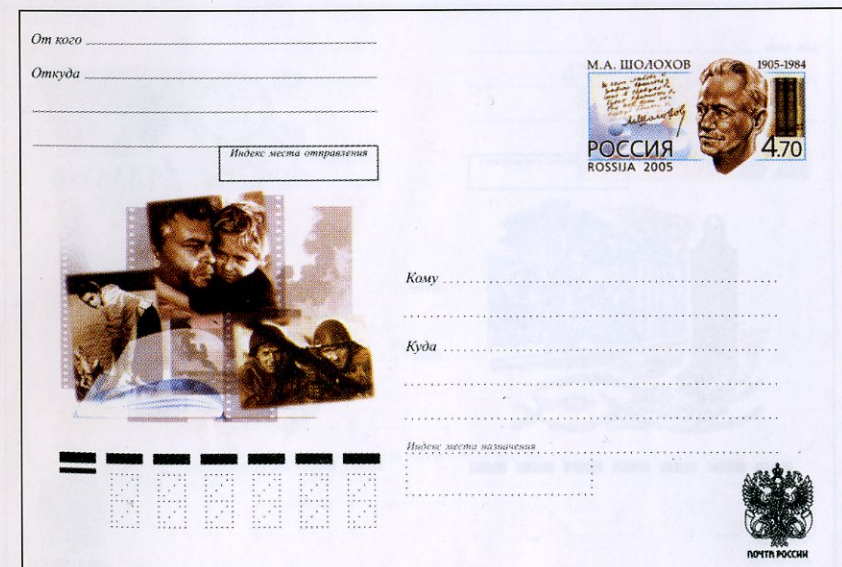 От кого
Откуда
Индекс места отправления
М.А. ШОЛОХОВ 1905-1984
М Шолохов
РОССИЯ 4.70
ROSSIJA 2005
Кому
Куда
Индекс места назначения
ПОЧТА РОССИИ